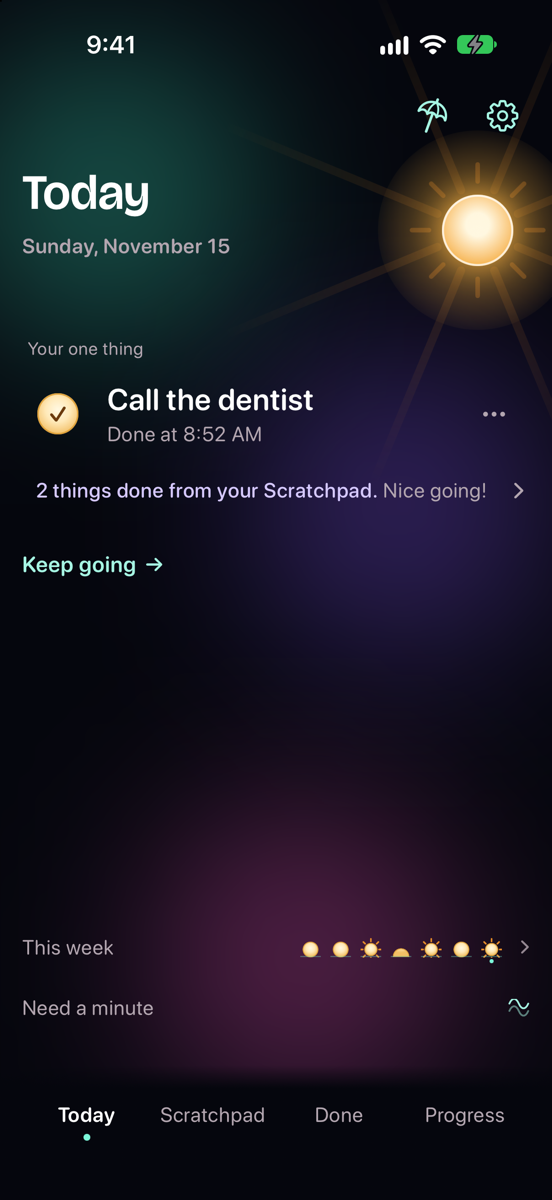 9:41
Today
Sunday, November 15
Your one thing
Call the dentist
Done at 8:52 AM
2 things done from your Scratchpad. Nice going!
Keep going →
This week
Need a minute
Today Scratchpad Done Progress